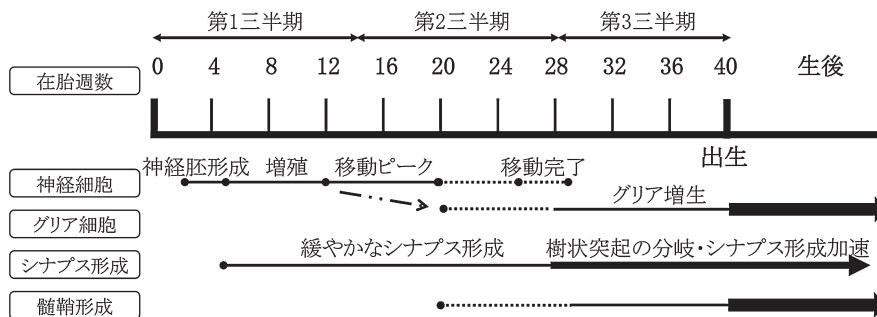 第1三半期 第2三半期 第3三半期
0 4 8 12 16 20 24 28 32 36 40 生後
在胎週数
出生
神経胚形成 増殖 移動ピーク 移動完了
神経細胞
グリア増生
グリア細胞
緩やかなシナプス形成 樹状突起の分岐・シナプス形成加速
シナプス形成
髄鞘形成